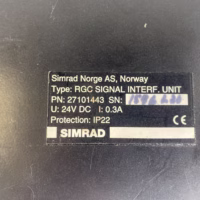 Simrad Norge AS, Norway
Type: RGC SIGNAL INTERF. UNIT
PN: 27101443 SN:
U: 24V DC I: 0.3A
Protection: IP22 CE
SIMRAD